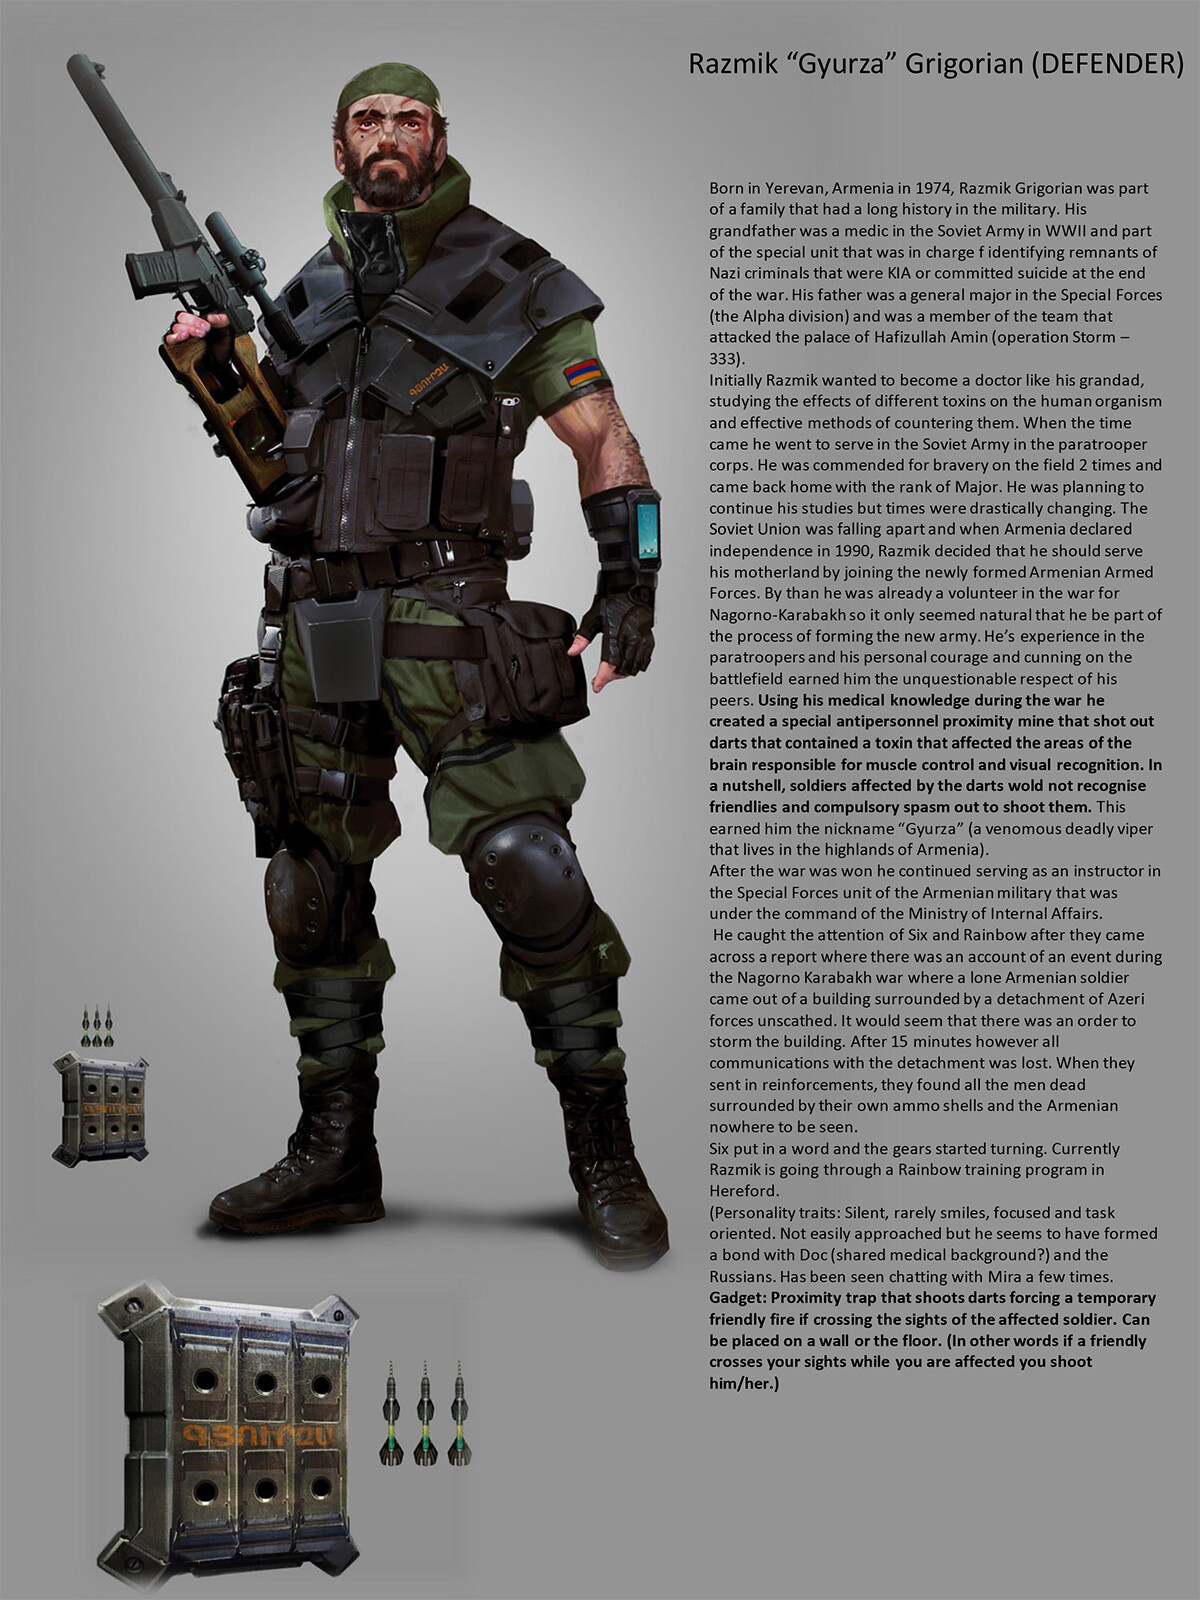 Razmik “Gyurza” Grigorian (DEFENDER)
Born in Yerevan, Armenia in 1974, Razmik Grigorian was part
of a family that had a long history in the military. His
grandfather was a medic in the Soviet Army in WWII and part
of the special unit that was in charge f identifying remnants of
Nazi criminals that were KIA or committed suicide at the end
of the war. His father was a general major in the Special Forces
(the Alpha division) and was a member of the team that
attacked the palace of Hafizullah Amin (operation Storm –
333).
Initially Razmik wanted to become a doctor like his grandad,
studying the effects of different toxins on the human organism
and effective methods of countering them. When the time
came he went to serve in the Soviet Army in the paratrooper
corps. He was commended for bravery on the field 2 times and
came back home with the rank of Major. He was planning to
continue his studies but times were drastically changing. The
Soviet Union was falling apart and when Armenia declared
independence in 1990, Razmik decided that he should serve
his motherland by joining the newly formed Armenian Armed
Forces. By than he was already a volunteer in the war for
Nagorno-Karabakh so it only seemed natural that he be part of
the process of forming the new army. He’s experience in the
paratroopers and his personal courage and cunning on the
battlefield earned him the unquestionable respect of his
peers. Using his medical knowledge during the war he
created a special antipersonnel proximity mine that shot out
darts that contained a toxin that affected the areas of the
brain responsible for muscle control and visual recognition. In
a nutshell, soldiers affected by the darts wold not recognise
friendlies and compulsory spasm out to shoot them. This
earned him the nickname “Gyurza” (a venomous deadly viper
that lives in the highlands of Armenia).
After the war was won he continued serving as an instructor in
the Special Forces unit of the Armenian military that was
under the command of the Ministry of Internal Affairs.
He caught the attention of Six and Rainbow after they came
across a report where there was an account of an event during
the Nagorno Karabakh war where a lone Armenian soldier
came out of a building surrounded by a detachment of Azeri
forces unscathed. It would seem that there was an order to
storm the building. After 15 minutes however all
communications with the detachment was lost. When they
sent in reinforcements, they found all the men dead
surrounded by their own ammo shells and the Armenian
nowhere to be seen.
Six put in a word and the gears started turning. Currently
Razmik is going through a Rainbow training program in
Hereford.
(Personality traits: Silent, rarely smiles, focused and task
oriented. Not easily approached but he seems to have formed
a bond with Doc (shared medical background?) and the
Russians. Has been seen chatting with Mira a few times.
Gadget: Proximity trap that shoots darts forcing a temporary
friendly fire if crossing the sights of the affected soldier. Can
be placed on a wall or the floor. (In other words if a friendly
crosses your sights while you are affected you shoot
him/her.)
ԳՅՈՒՐԶԱ
ԳՅՈՒՐԶԱ
ԳՅՈՒՐԶԱ